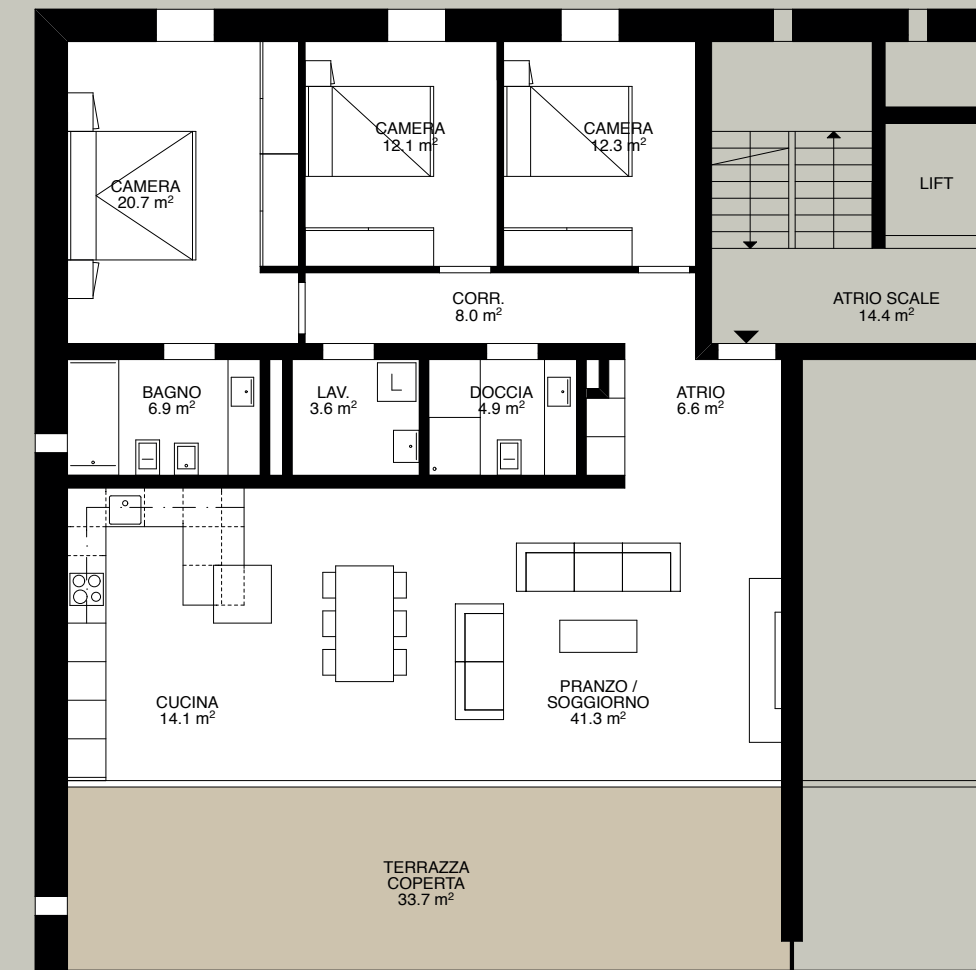 CAMERA
20.7 m²
CAMERA
12.1 m²
CAMERA
12.3 m²
LIFT
CORR.
8.0 m²
ATRIO SCALE
14.4 m²
BAGNO
6.9 m²
LAV.
3.6 m²
L
DOCCIA
4.9 m²
ATRIO
6.6 m²
CUCINA
14.1 m²
PRANZO /
SOGGIORNO
41.3 m²
TERRAZZA
COPERTA
33.7 m²